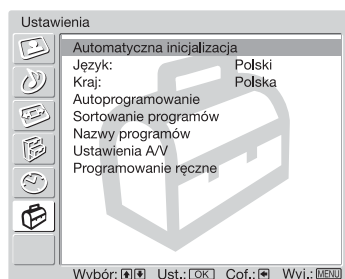 Ustawienia
Automatyczna inicjalizacja
Język: Polski
Kraj: Polska
Autoprogramowanie
Sortowanie programów
Nazwy programów
Ustawienia A/V
Programowanie ręczne
Wybór: Ust.: OK Cof.: Wyj.: MENU